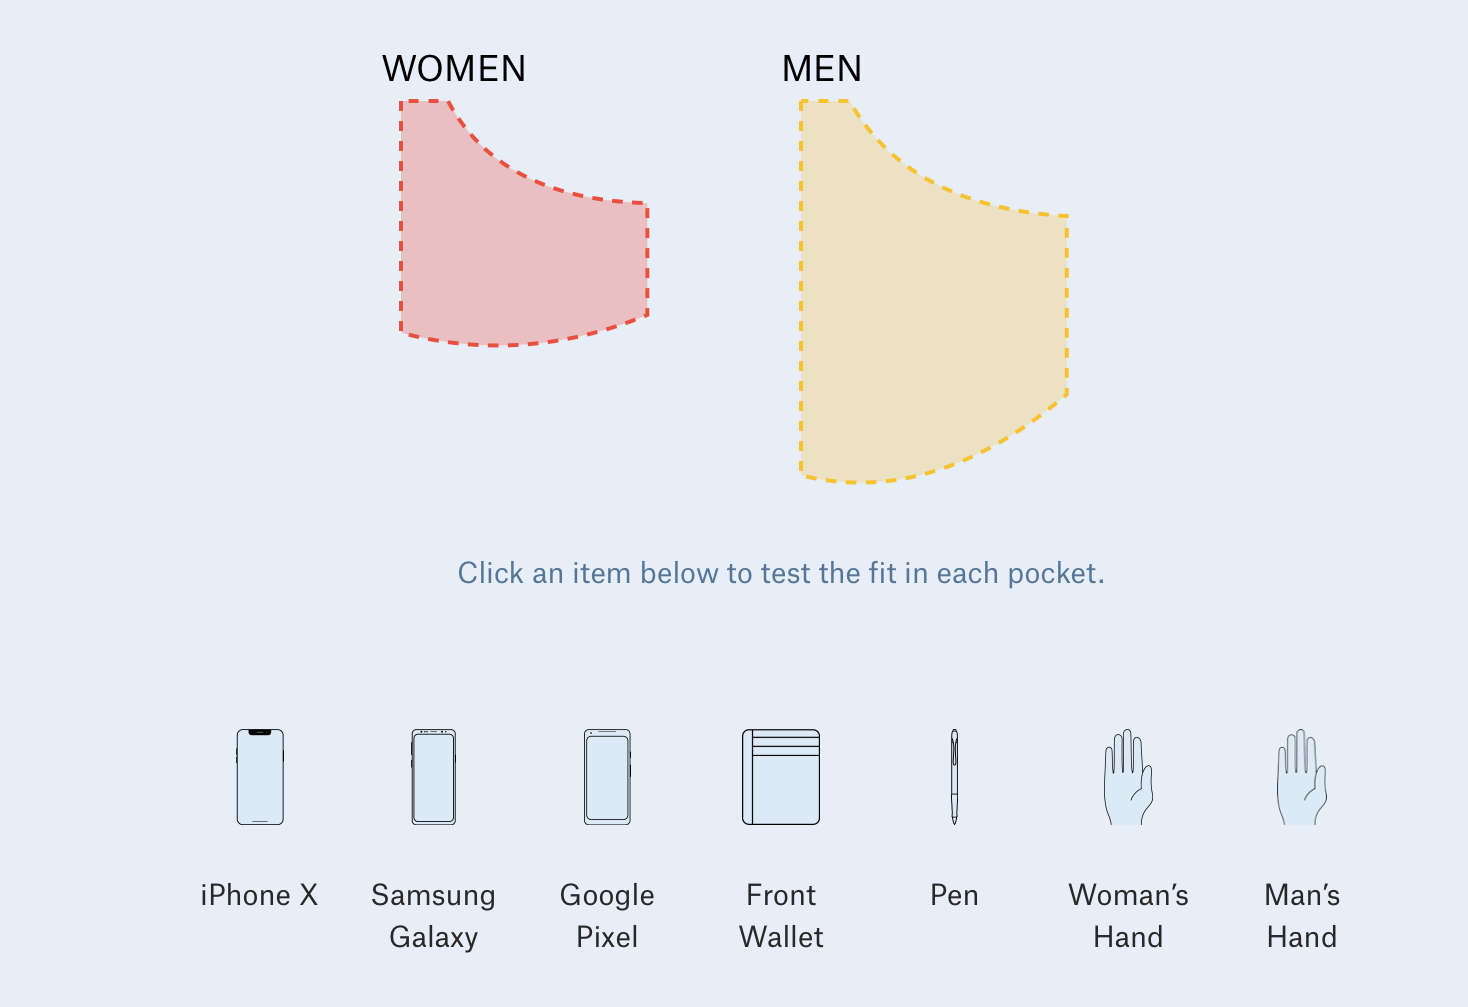 WOMEN
MEN
Click an item below to test the fit in each pocket.
iPhone X
Samsung
Galaxy
Google
Pixel
Front
Wallet
Pen
Woman’s
Hand
Man’s
Hand